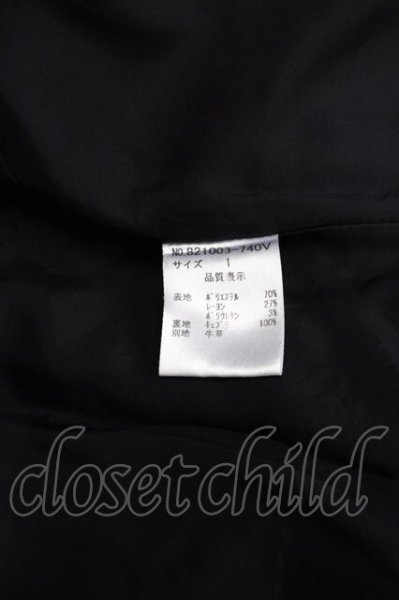 NO.821003-740V
サイズ 1
品質表示
表地 ポリエステル 70%
レーヨン 27%
ポリウレタン 3%
裏地 キュプラ 100%
別地 牛革
closetchild